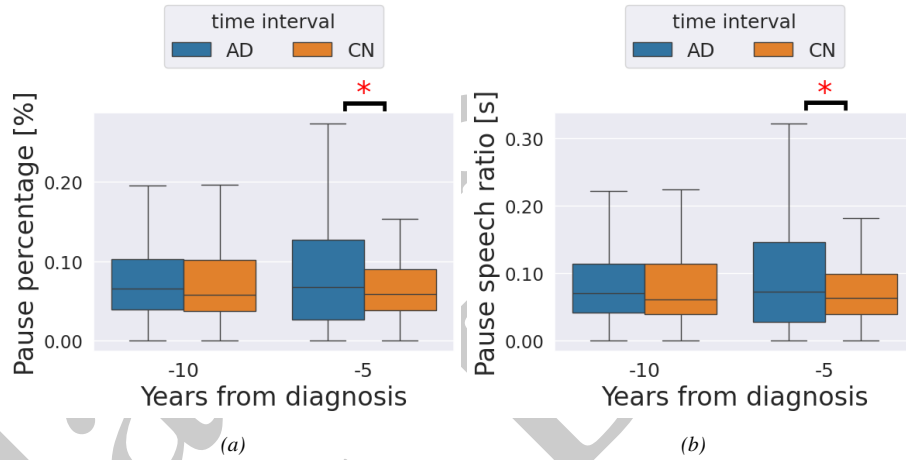 time interval
AD CN
*
Pause percentage [%]
0.20
0.10
0.00
-10 -5
Years from diagnosis
(a)
time interval
AD CN
*
Pause speech ratio [s]
0.30
0.20
0.10
0.00
-10 -5
Years from diagnosis
(b)